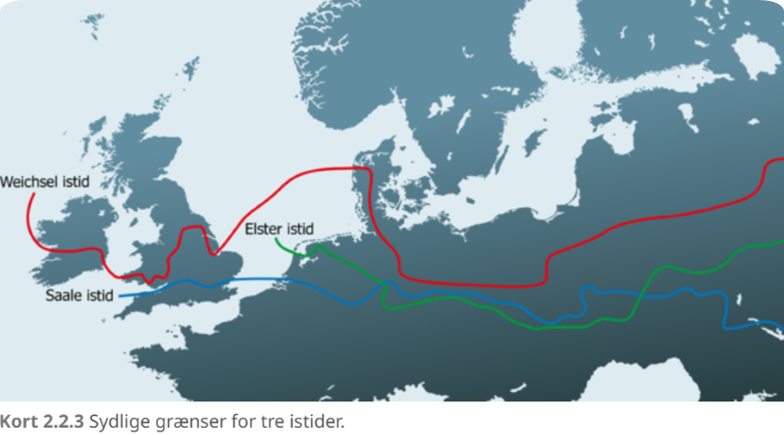 Weichsel istid
Elster istid
Saale istid
Kort 2.2.3 Sydlige grænser for tre istider.